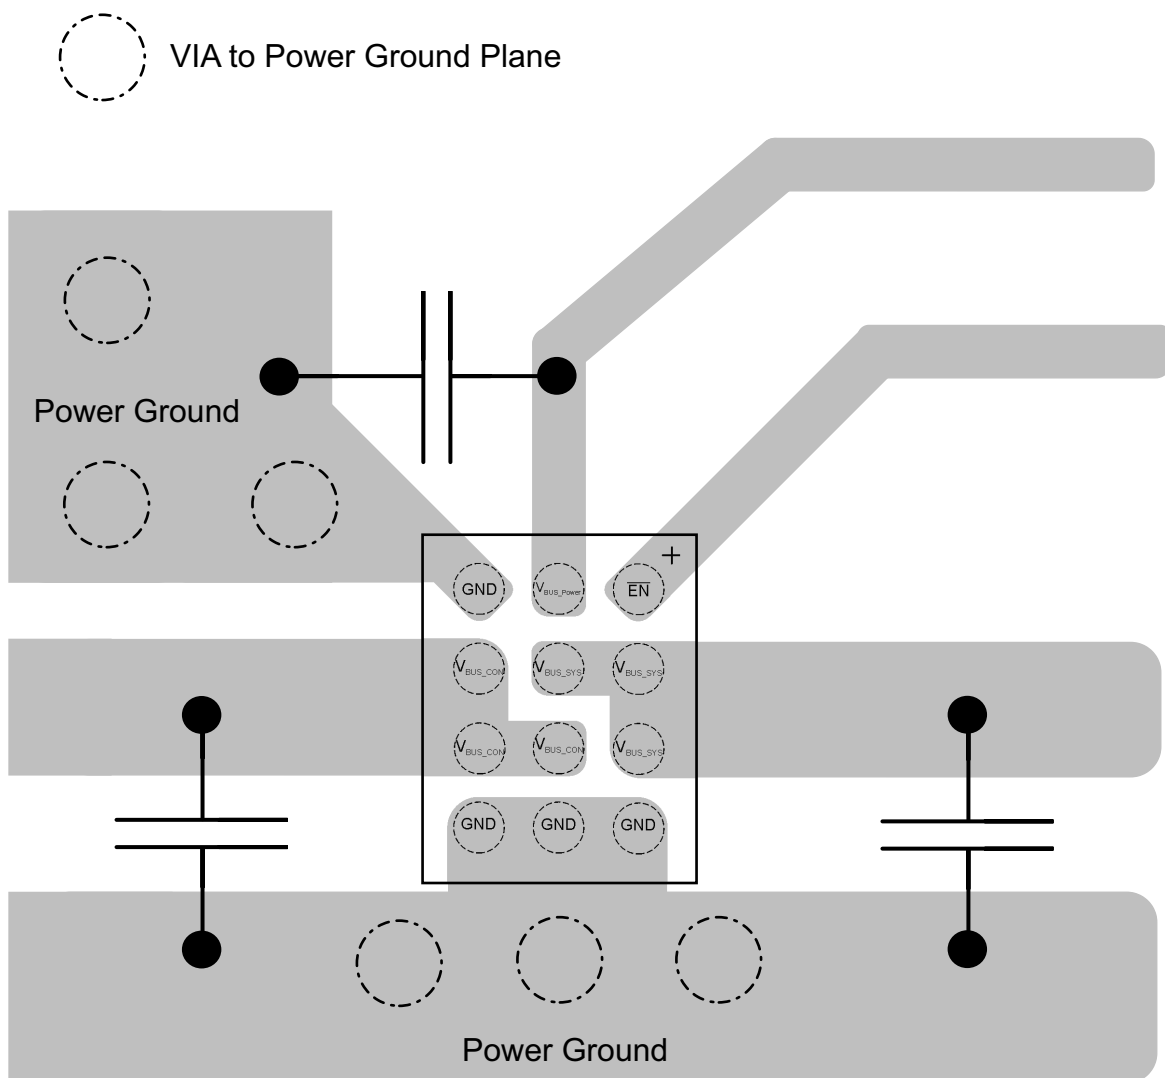 VIA to Power Ground Plane
Power Ground
+
GND VBUS_Power EN
VBUS_CON VBUS_SYS VBUS_SYS
VBUS_CON VBUS_CON VBUS_SYS
GND GND GND
Power Ground